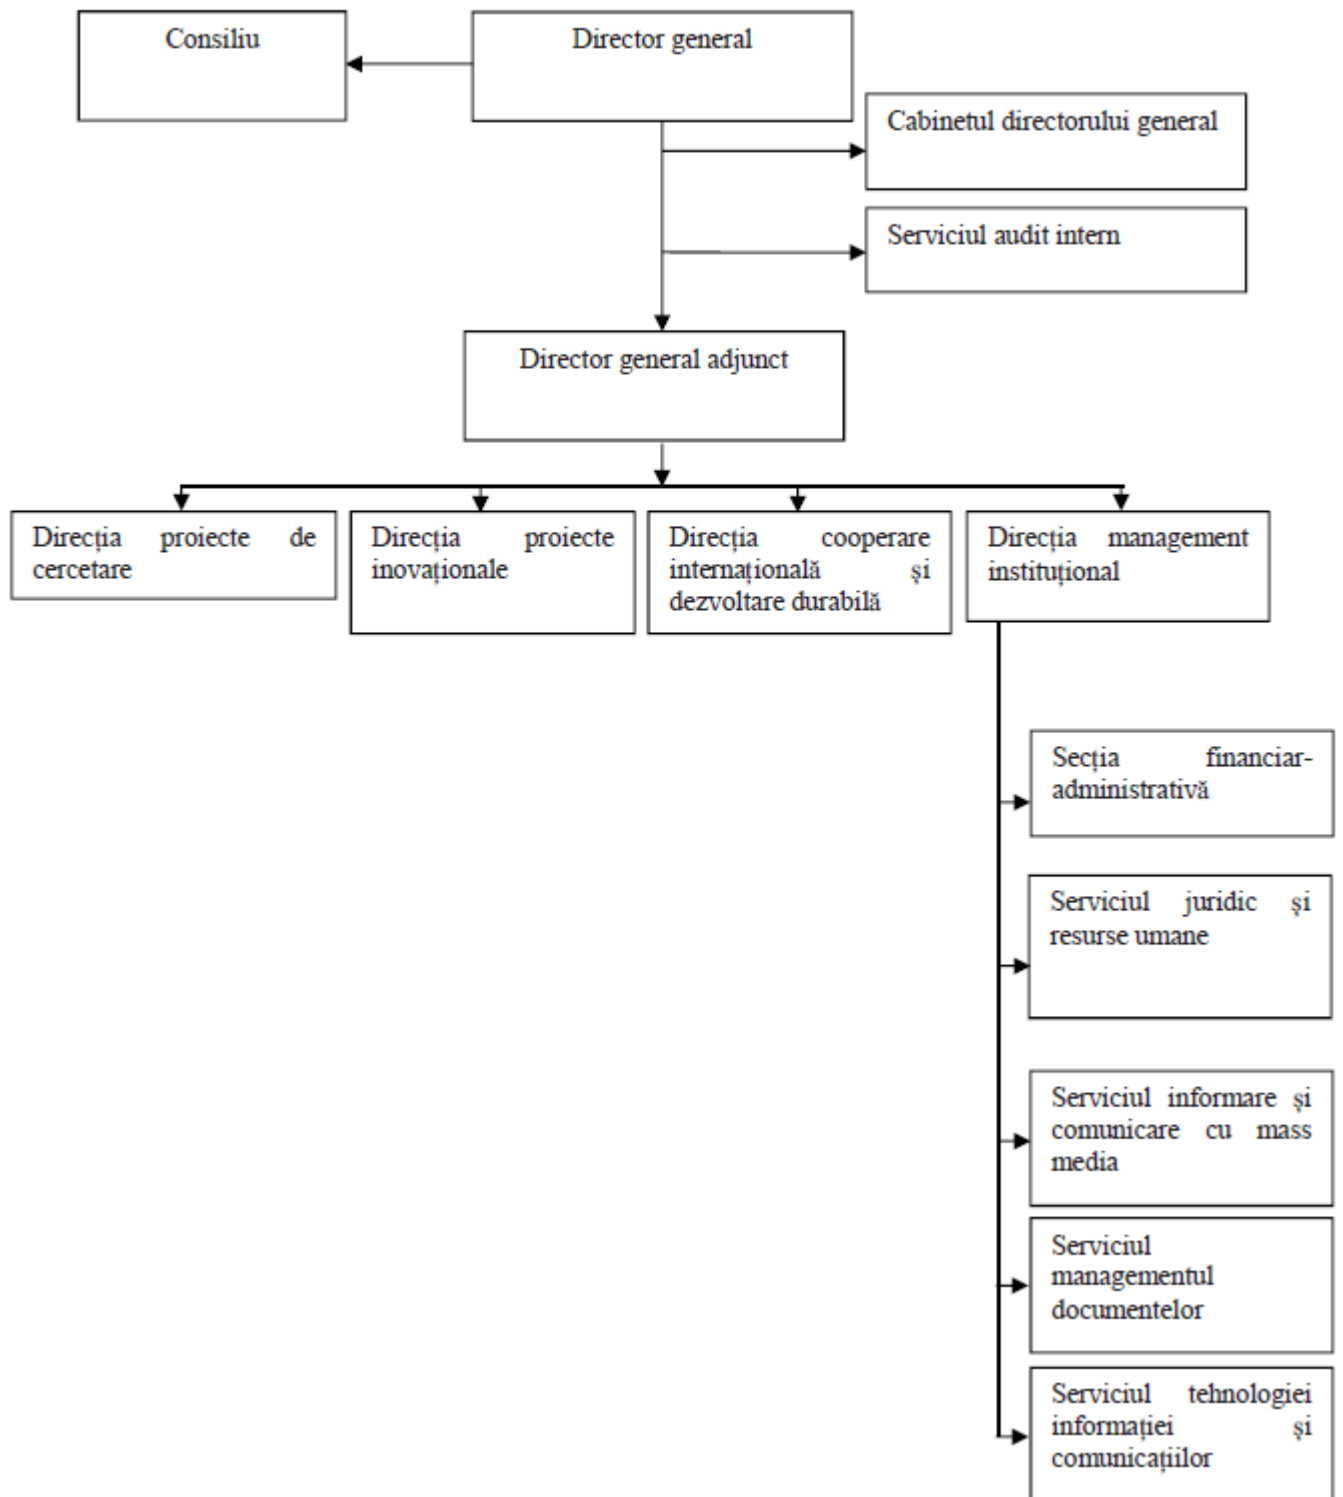 Consiliu
Director general
Cabinetul directorului general
Serviciul audit intern
Director general adjunct
Direcția proiecte de
cercetare
Direcția proiecte
inovaționale
Direcția cooperare
internațională și
dezvoltare durabilă
Direcția management
instituțional
Secția financiar-
administrativă
Serviciul juridic și
resurse umane
Serviciul informare și
comunicare cu mass
media
Serviciul
managementul
documentelor
Serviciul tehnologiei
informației și
comunicațiilor